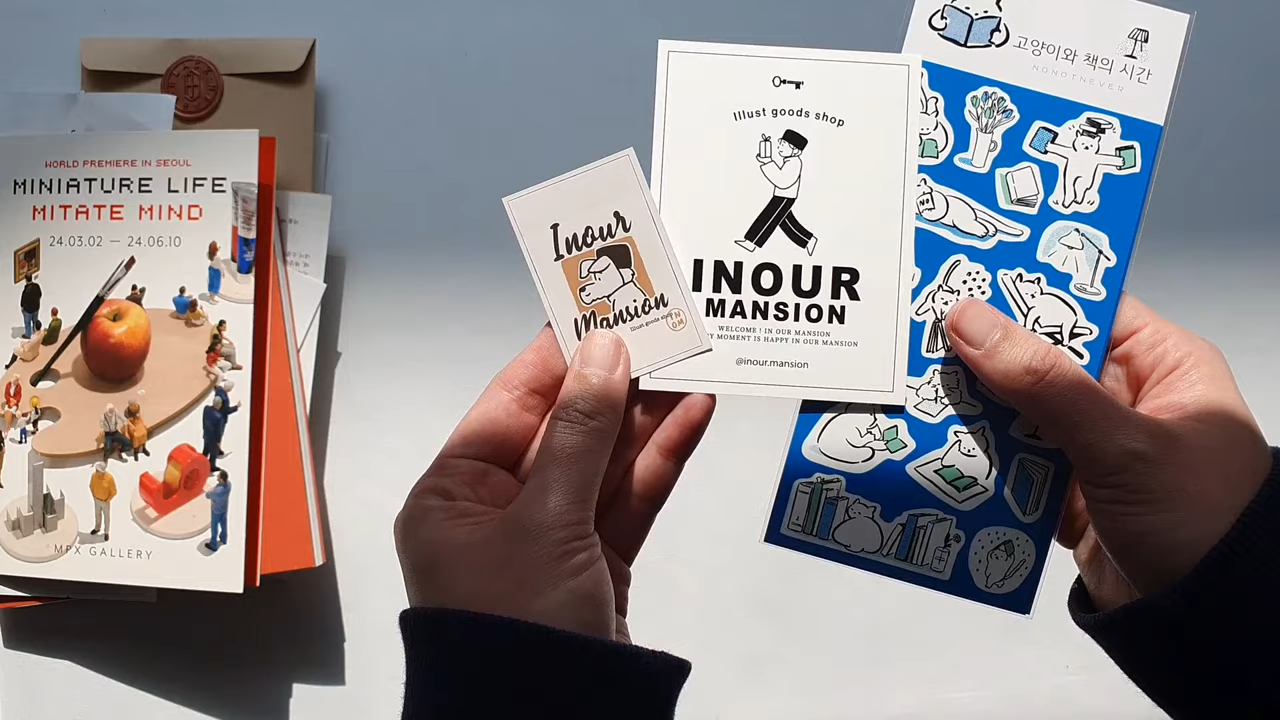 WORLD PREMIERE IN SEOUL
MINIATURE LIFE
MITATE MIND
24.03.02 — 24.06.10
MPX GALLERY
Inour
Mansion
Illust goods shop
INOM
Illust goods shop
INOUR
MANSION
WELCOME ! IN OUR MANSION
MOMENT IS HAPPY IN OUR MANSION
@inour.mansion
고양이와 책의 시간
NONOTNEVER
NO!